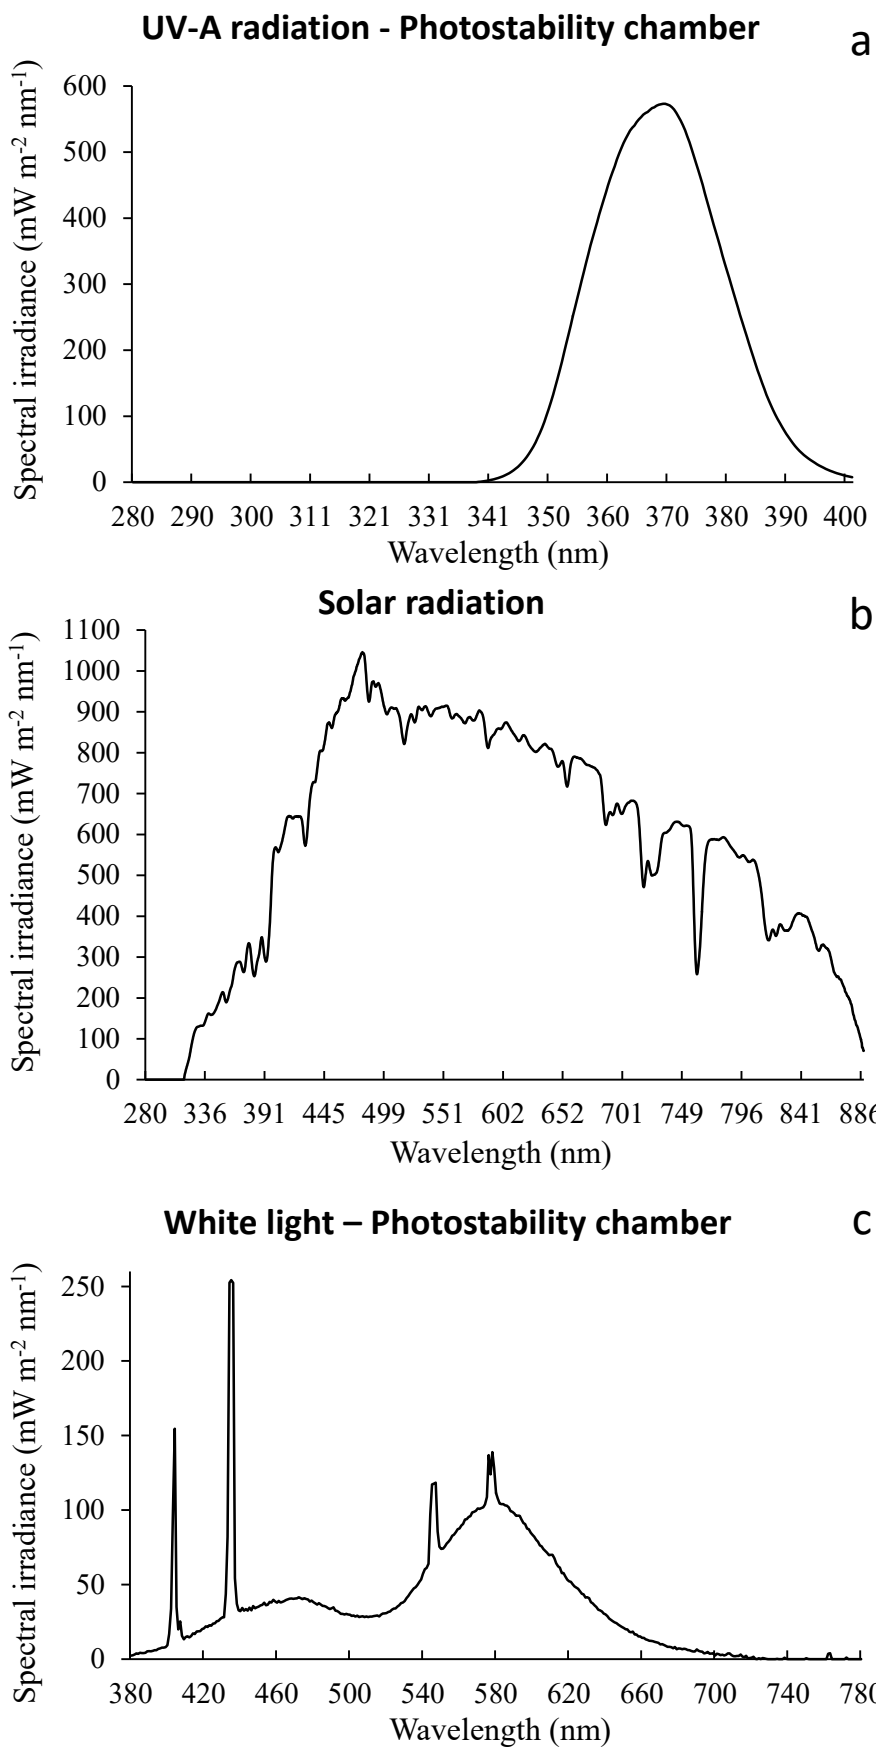 UV-A radiation - Photostability chamber
a
Spectral irradiance (mW m-2 nm-1)
600
500
400
300
200
100
0
280 290 300 311 321 331 341 350 360 370 380 390 400
Wavelength (nm)
Solar radiation
b
Spectral irradiance (mW m-2 nm-1)
1100
1000
900
800
700
600
500
400
300
200
100
0
280 336 391 445 499 551 602 652 701 749 796 841 886
Wavelength (nm)
White light – Photostability chamber
c
Spectral irradiance (mW m-2 nm-1)
250
200
150
100
50
0
380 420 460 500 540 580 620 660 700 740 780
Wavelength (nm)